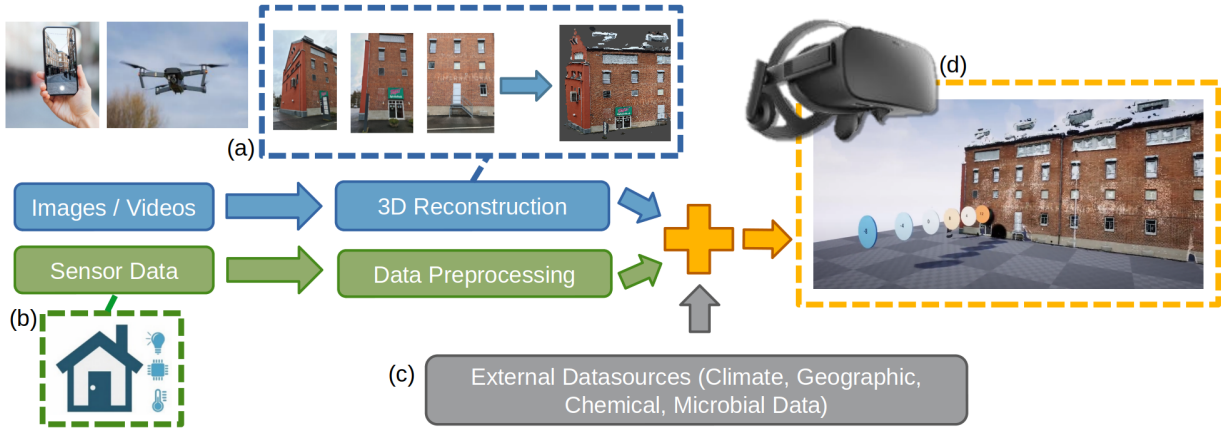 (a)
(d)
Images / Videos
3D Reconstruction
Sensor Data
Data Preprocessing
(b)
(c)
External Datasources (Climate, Geographic,
Chemical, Microbial Data)